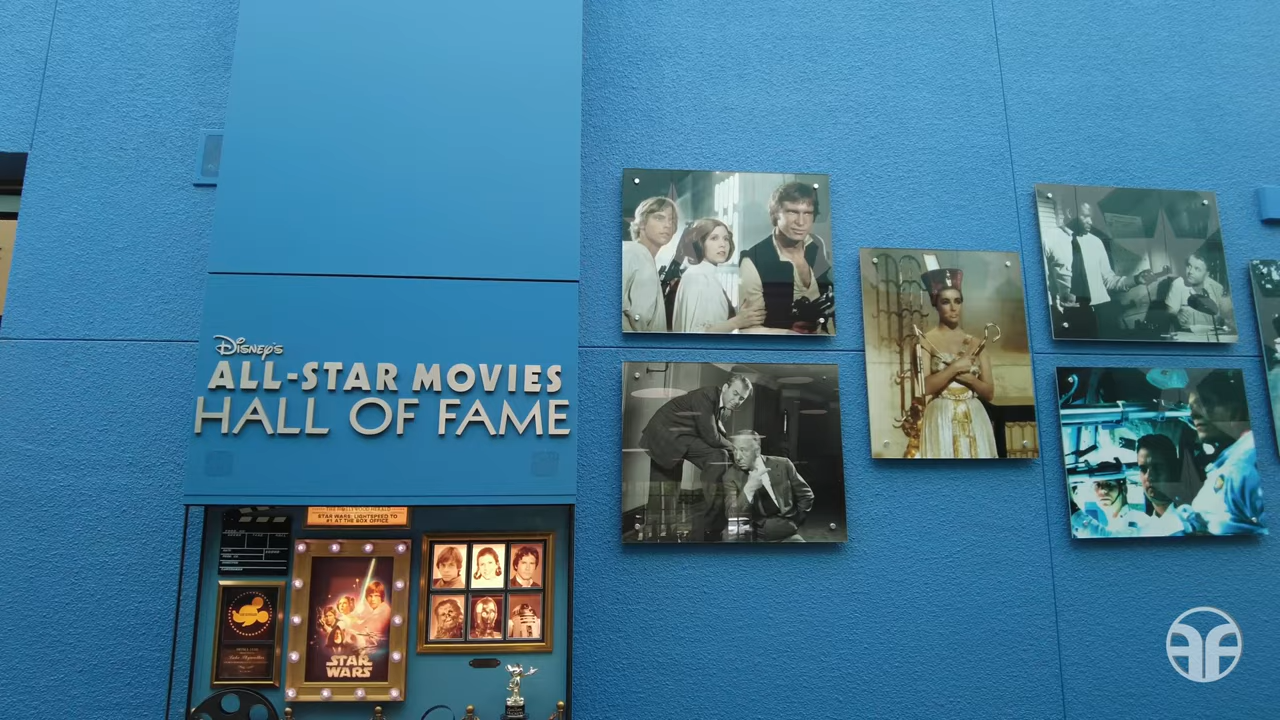 Disney's
ALL-STAR MOVIES
HALL OF FAME
STAR WARS: LIGHTSPEED TO
#1 AT THE BOX OFFICE
STAR
WARS